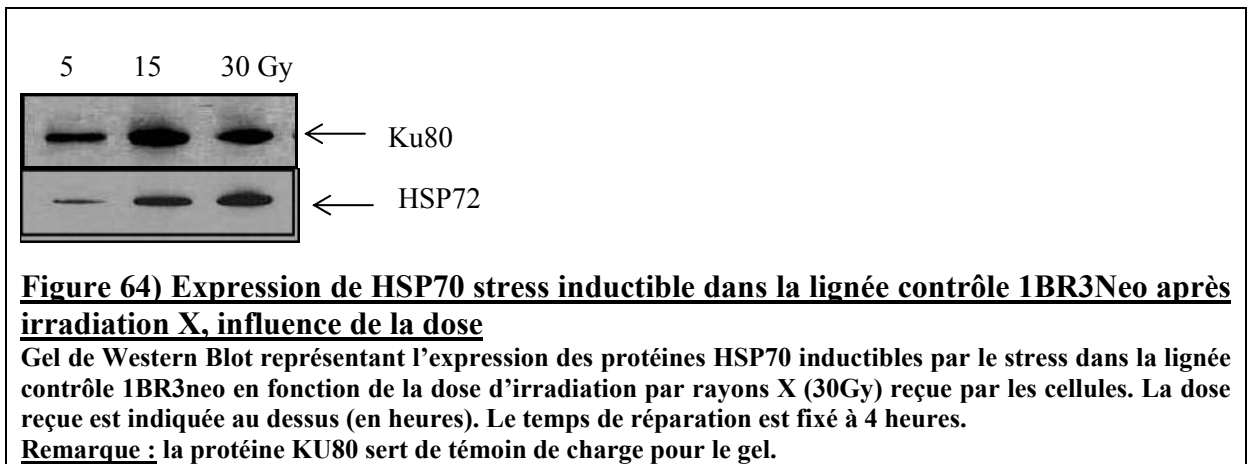 5 15 30 Gy
Ku80
HSP72
Figure 64) Expression de HSP70 stress inductible dans la lignée contrôle 1BR3Neo après
irradiation X, influence de la dose
Gel de Western Blot représentant l’expression des protéines HSP70 inductibles par le stress dans la lignée
contrôle 1BR3neo en fonction de la dose d’irradiation par rayons X (30Gy) reçue par les cellules. La dose
reçue est indiquée au dessus (en heures). Le temps de réparation est fixé à 4 heures.
Remarque : la protéine KU80 sert de témoin de charge pour le gel.